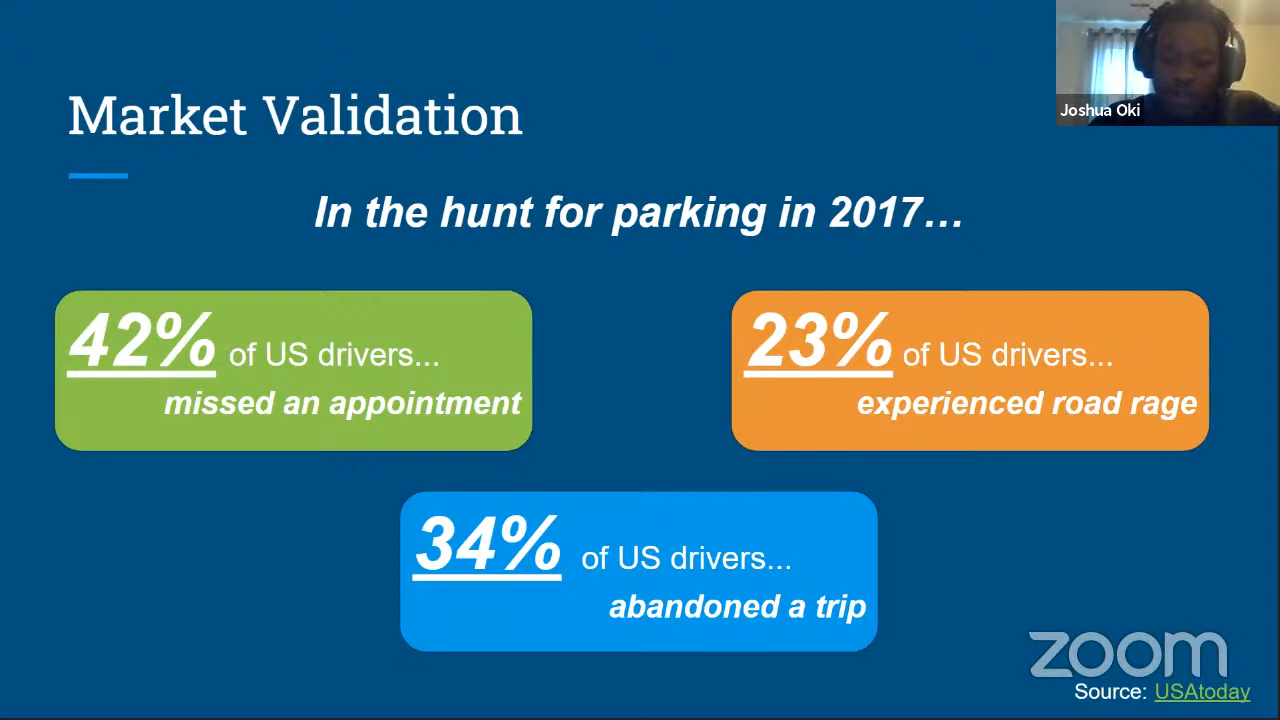 Joshua Oki
Market Validation
In the hunt for parking in 2017…
42% of US drivers...
missed an appointment
23% of US drivers...
experienced road rage
34% of US drivers...
abandoned a trip
zoom
Source: USAtoday